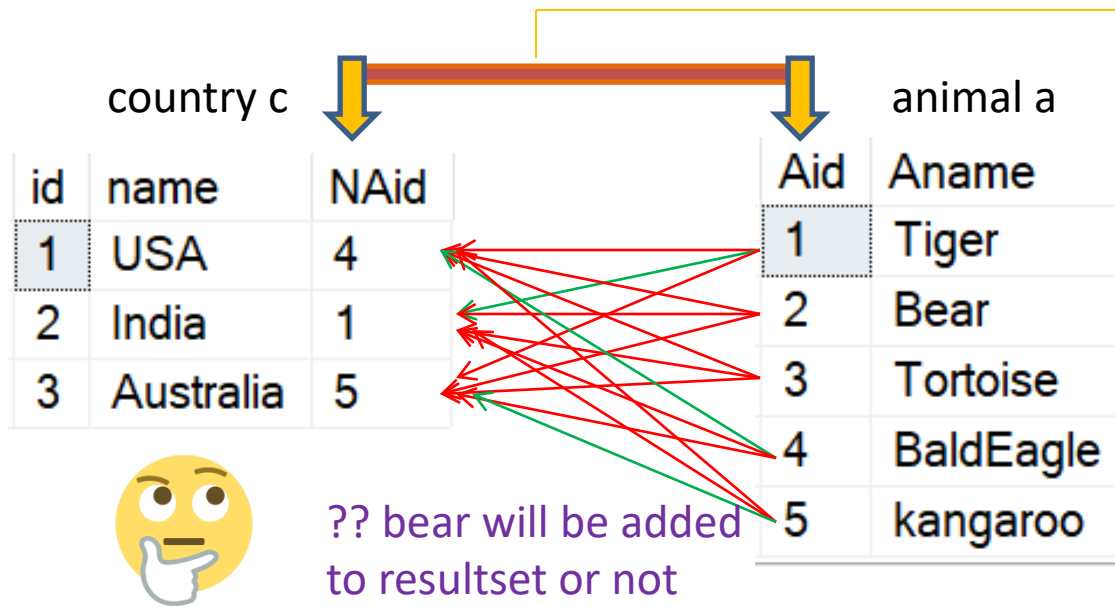 country c
animal a
id name NAid
1 USA 4
2 India 1
3 Australia 5
Aid Aname
1 Tiger
2 Bear
3 Tortoise
4 BaldEagle
5 kangaroo
?? bear will be added
to resultset or not